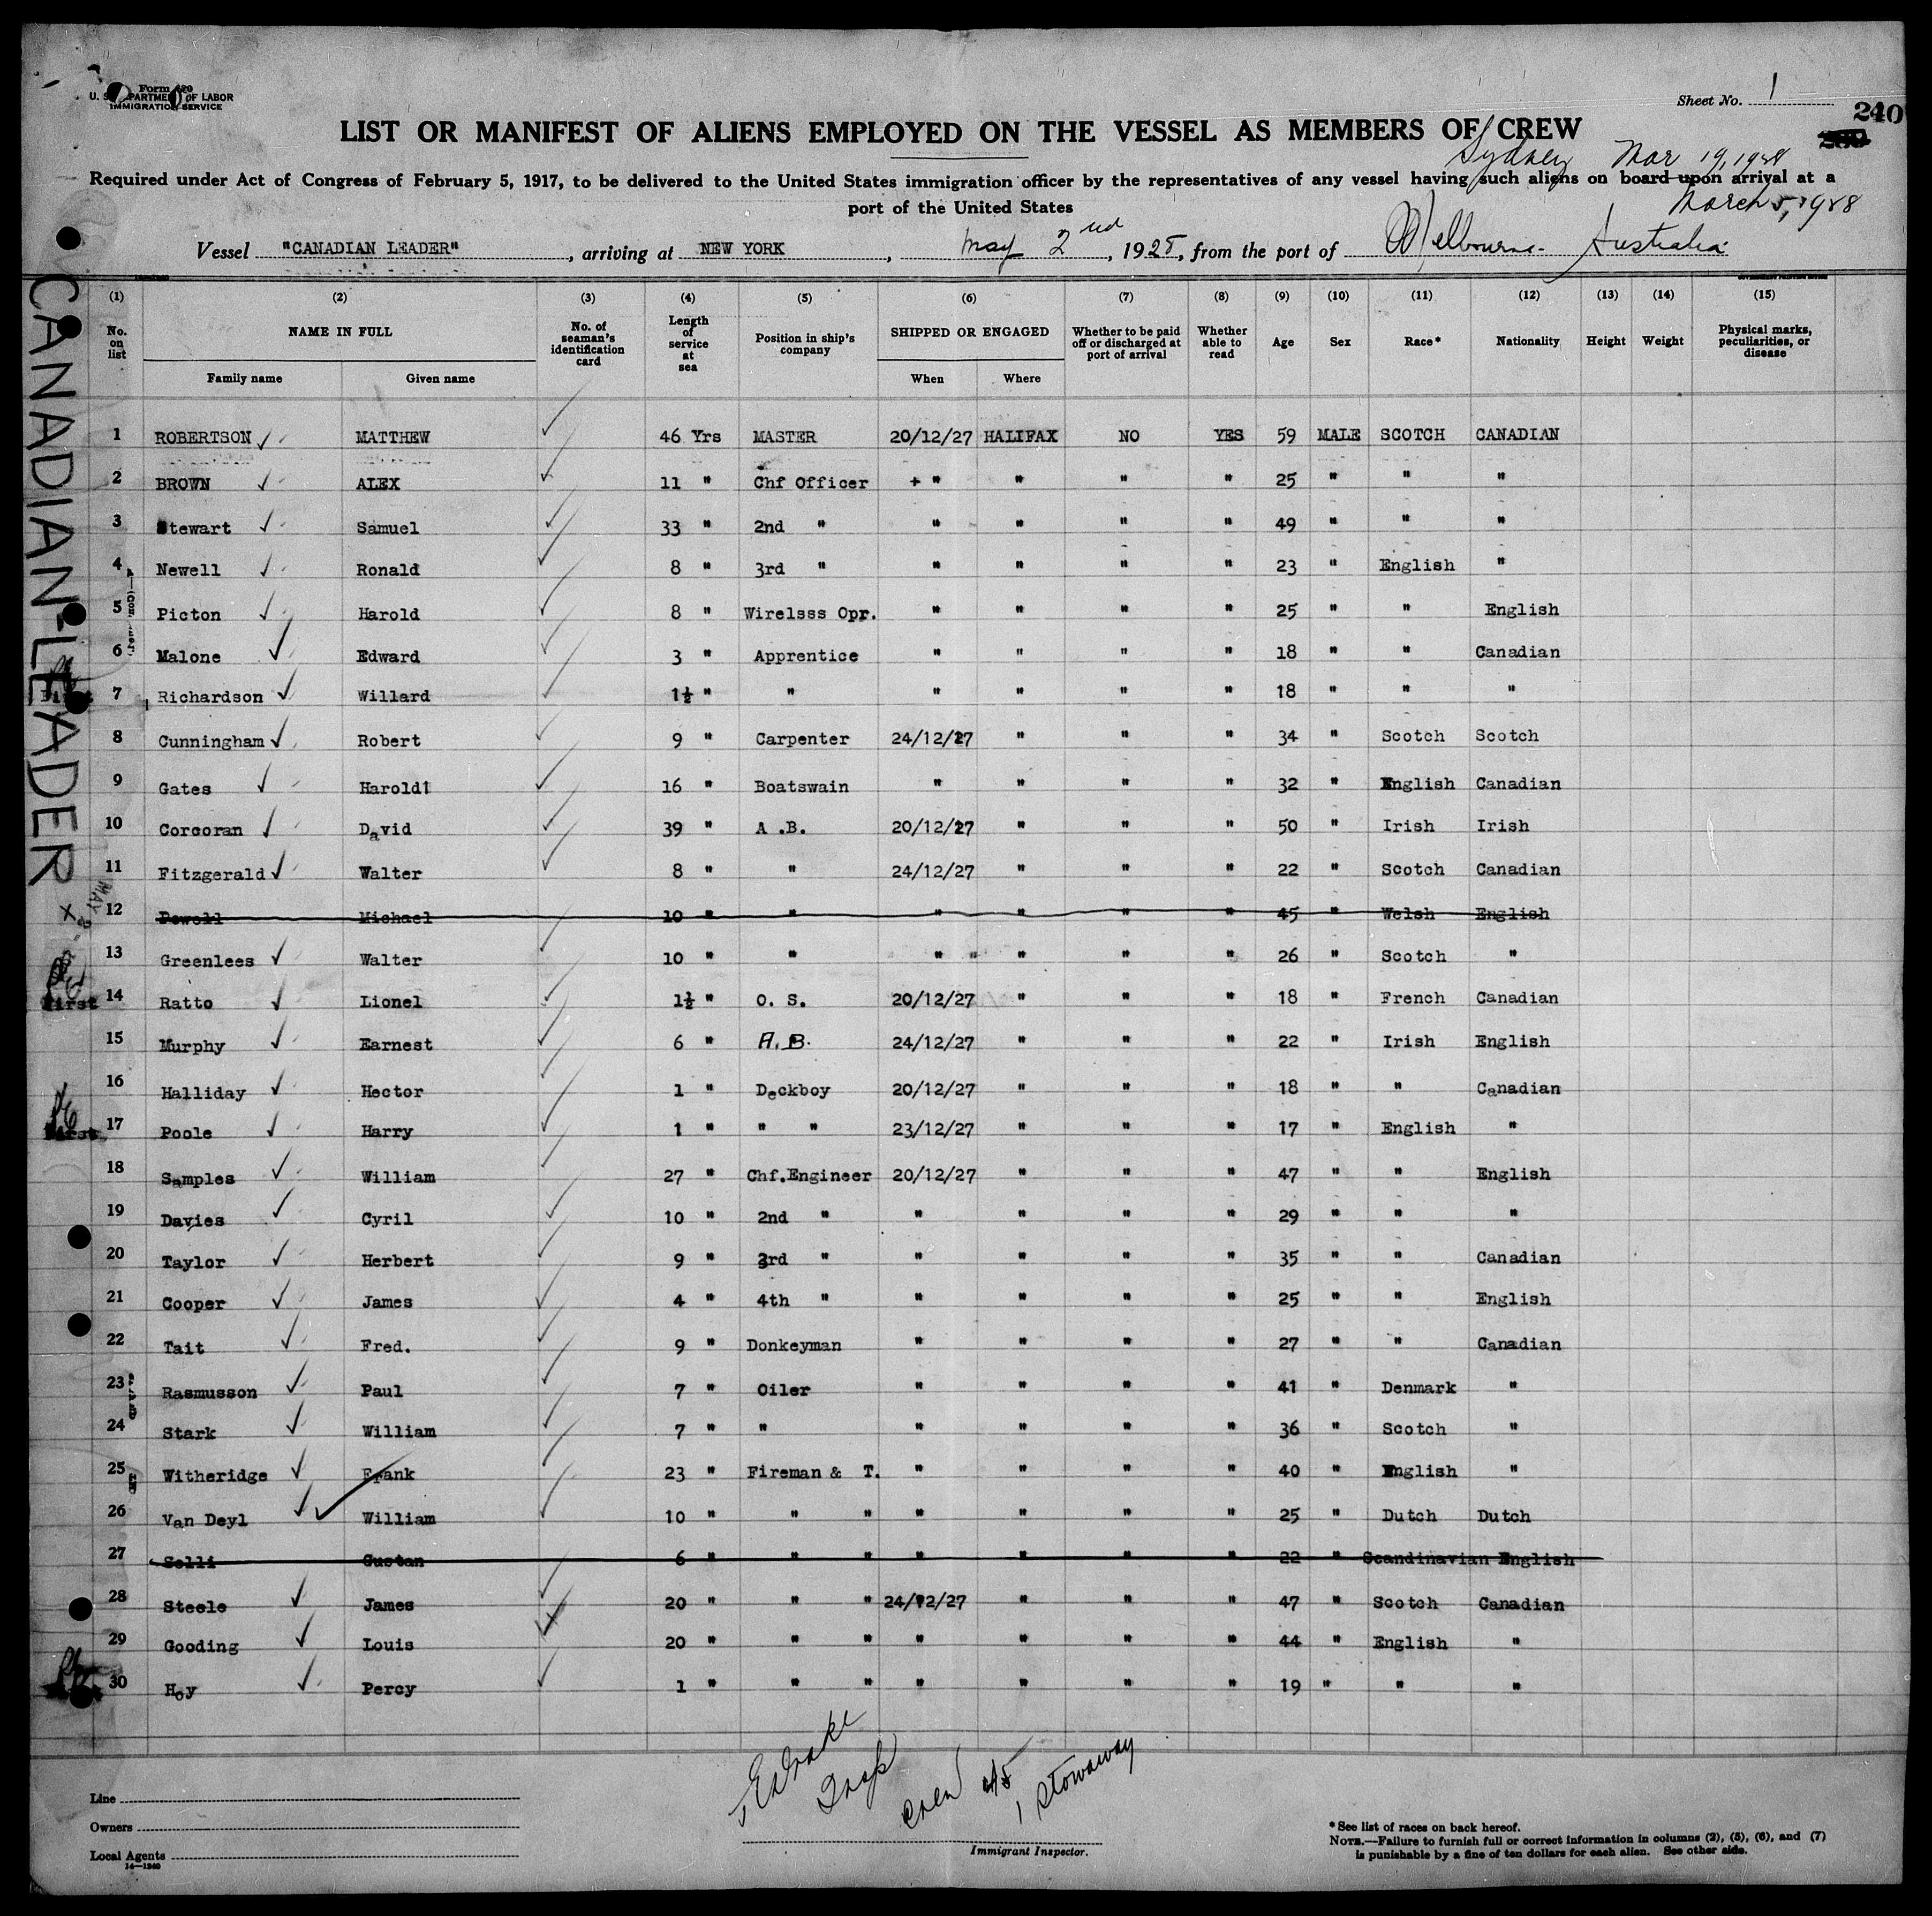 Form 620
U. S. DEPARTMENT OF LABOR
IMMIGRATION SERVICE
Sheet No. 1
240
LIST OR MANIFEST OF ALIENS EMPLOYED ON THE VESSEL AS MEMBERS OF CREW
Sydney Mar 19, 1928
Required under Act of Congress of February 5, 1917, to be delivered to the United States immigration officer by the representatives of any vessel having such aliens on board upon arrival at a
port of the United States
March 5, 1928
Vessel "CANADIAN LEADER", arriving at NEW YORK, May 2nd, 1928, from the port of Melbourne - Australia
CANADIAN-LEADER
(1) (2) (3) (4) (5) (6) (7) (8) (9) (10) (11) (12) (13) (14) (15)
No. on list NAME IN FULL No. of seaman's identification card Length of service at sea Position in ship's company SHIPPED OR ENGAGED Whether to be paid off or discharged at port of arrival Whether able to read Age Sex Race* Nationality Height Weight Physical marks, peculiarities, or disease
Family name Given name When Where
1 ROBERTSON MATTHEW 46 Yrs MASTER 20/12/27 HALIFAX NO YES 59 MALE SCOTCH CANADIAN
2 BROWN ALEX 11 " Chf Officer + " " " " 25 " " "
3 Stewart Samuel 33 " 2nd " " " " " 49 " " "
4 Newell Ronald 8 " 3rd " " " " " 23 " English "
5 Picton Harold 8 " Wirelsss Opr. " " " " 25 " " English
6 Malone Edward 3 " Apprentice " " " " 18 " " Canadian
7 Richardson Willard 1½ " " " " " " 18 " " "
8 Cunningham Robert 9 " Carpenter 24/12/27 " " " 34 " Scotch Scotch
9 Gates Harold 16 " Boatswain " " " " 32 " English Canadian
10 Corcoran David 39 " A .B. 20/12/27 " " " 50 " Irish Irish
11 Fitzgerald Walter 8 " " 24/12/27 " " " 22 " Scotch Canadian
12 Powell Michael 10 " " " " " " 45 " Welsh English
13 Greenlees Walter 10 " " " " " " " 26 " Scotch "
First 14 Ratto Lionel 1½ " O. S. 20/12/27 " " " 18 " French Canadian
15 Murphy Earnest 6 " A. B. 24/12/27 " " " 22 " Irish English
16 Halliday Hector 1 " Deckboy 20/12/27 " " " 18 " " Canadian
First 17 Poole Harry 1 " " " 23/12/27 " " " 17 " English "
18 Samples William 27 " Chf.Engineer 20/12/27 " " " 47 " " English
19 Davies Cyril 10 " 2nd " " " " " 29 " " "
20 Taylor Herbert 9 " 3rd " " " " " 35 " " Canadian
21 Cooper James 4 " 4th " " " " " 25 " " English
22 Tait Fred. 9 " Donkeyman " " " " 27 " " Canadian
23 Rasmusson Paul 7 " Oiler " " " " 41 " Denmark "
24 Stark William 7 " " " " " " 36 " Scotch "
25 Witheridge Frank 23 " Fireman & T. " " " " 40 " English "
26 Van Deyl William 10 " " " " " " " 25 " Dutch Dutch
27 Solli Gustan 6 " " " " " " " 22 " Scandinavian English
28 Steele James 20 " " " 24/12/27 " " " 47 " Scotch Canadian
29 Gooding Louis 20 " " " " " " " 44 " English "
30 Hoy Percy 1 " " " " " " " 19 " " "
Crew 45
1 Stowaway
Line
Owners
Local Agents
14—1240
Immigrant Inspector.
* See list of races on back hereof.
NOTE.—Failure to furnish full or correct information in columns (2), (5), (6), and (7)
is punishable by a fine of ten dollars for each alien. See other side.